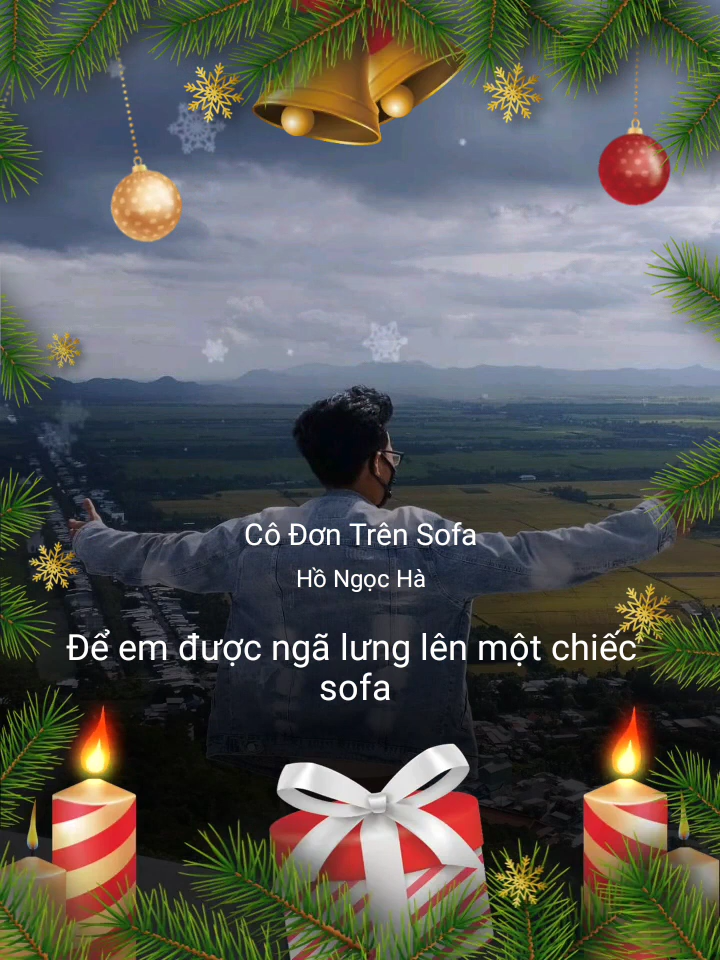 Cô Đơn Trên Sofa
Hồ Ngọc Hà
Để em được ngã lưng lên một chiếc
sofa